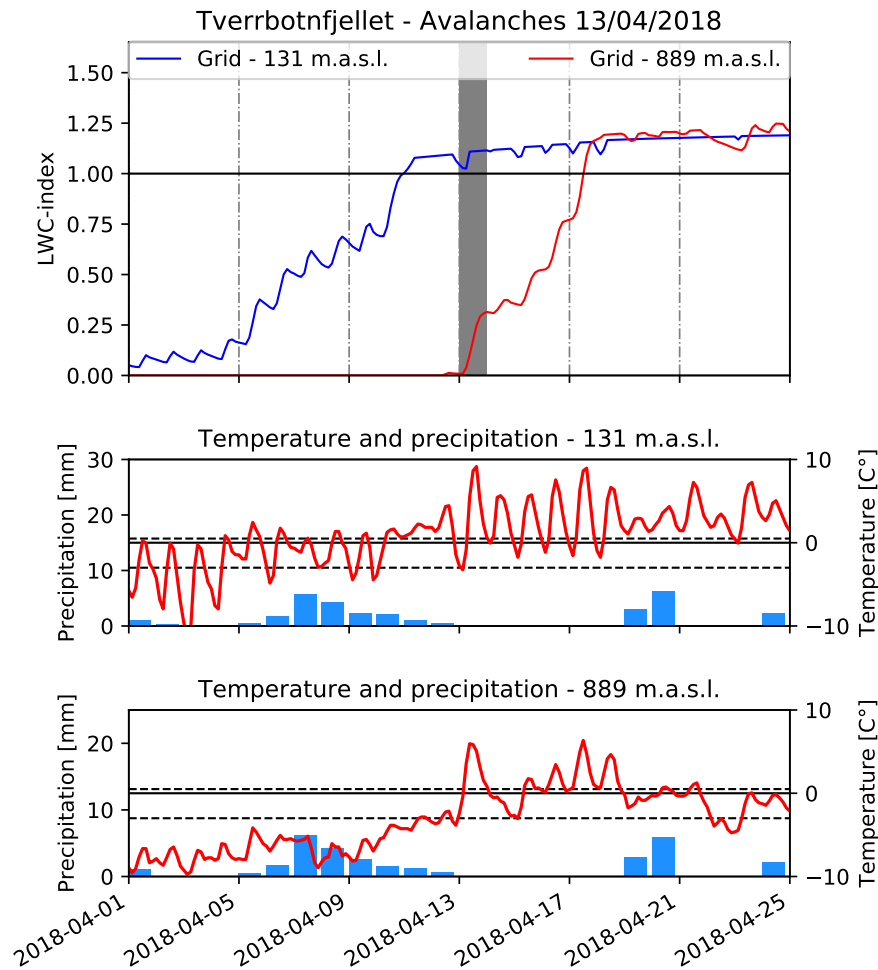 Tverrbotnfjellet - Avalanches 13/04/2018
Grid - 131 m.a.s.l.
Grid - 889 m.a.s.l.
LWC-index
1.50
1.25
1.00
0.75
0.50
0.25
0.00
Temperature and precipitation - 131 m.a.s.l.
Precipitation [mm]
30
20
10
0
10
0
−10
Temperature [C°]
Temperature and precipitation - 889 m.a.s.l.
Precipitation [mm]
20
10
0
10
0
−10
Temperature [C°]
2018-04-01
2018-04-05
2018-04-09
2018-04-13
2018-04-17
2018-04-21
2018-04-25